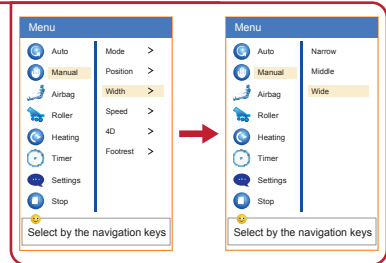 Menu
Auto
Manual
Airbag
Roller
Heating
Timer
Settings
Stop
Mode >
Position >
Width >
Speed >
4D >
Footrest >
Select by the navigation keys
Menu
Auto
Manual
Airbag
Roller
Heating
Timer
Settings
Stop
Narrow
Middle
Wide
Select by the navigation keys